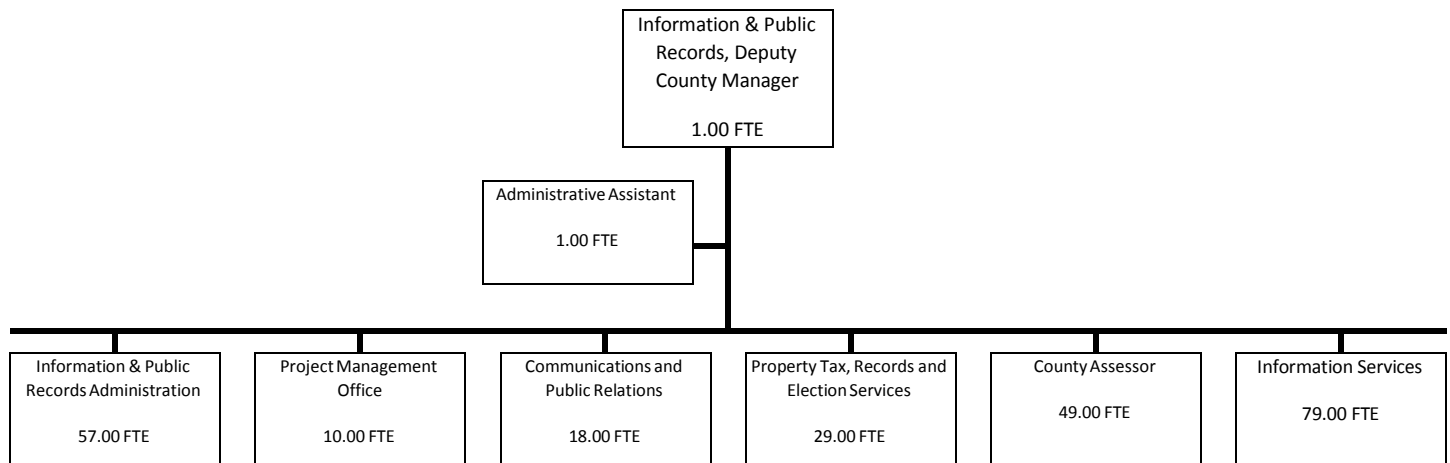 Information & Public
Records, Deputy
County Manager
1.00 FTE
Administrative Assistant
1.00 FTE
Information & Public
Records Administration
57.00 FTE
Project Management
Office
10.00 FTE
Communications and
Public Relations
18.00 FTE
Property Tax, Records and
Election Services
29.00 FTE
County Assessor
49.00 FTE
Information Services
79.00 FTE